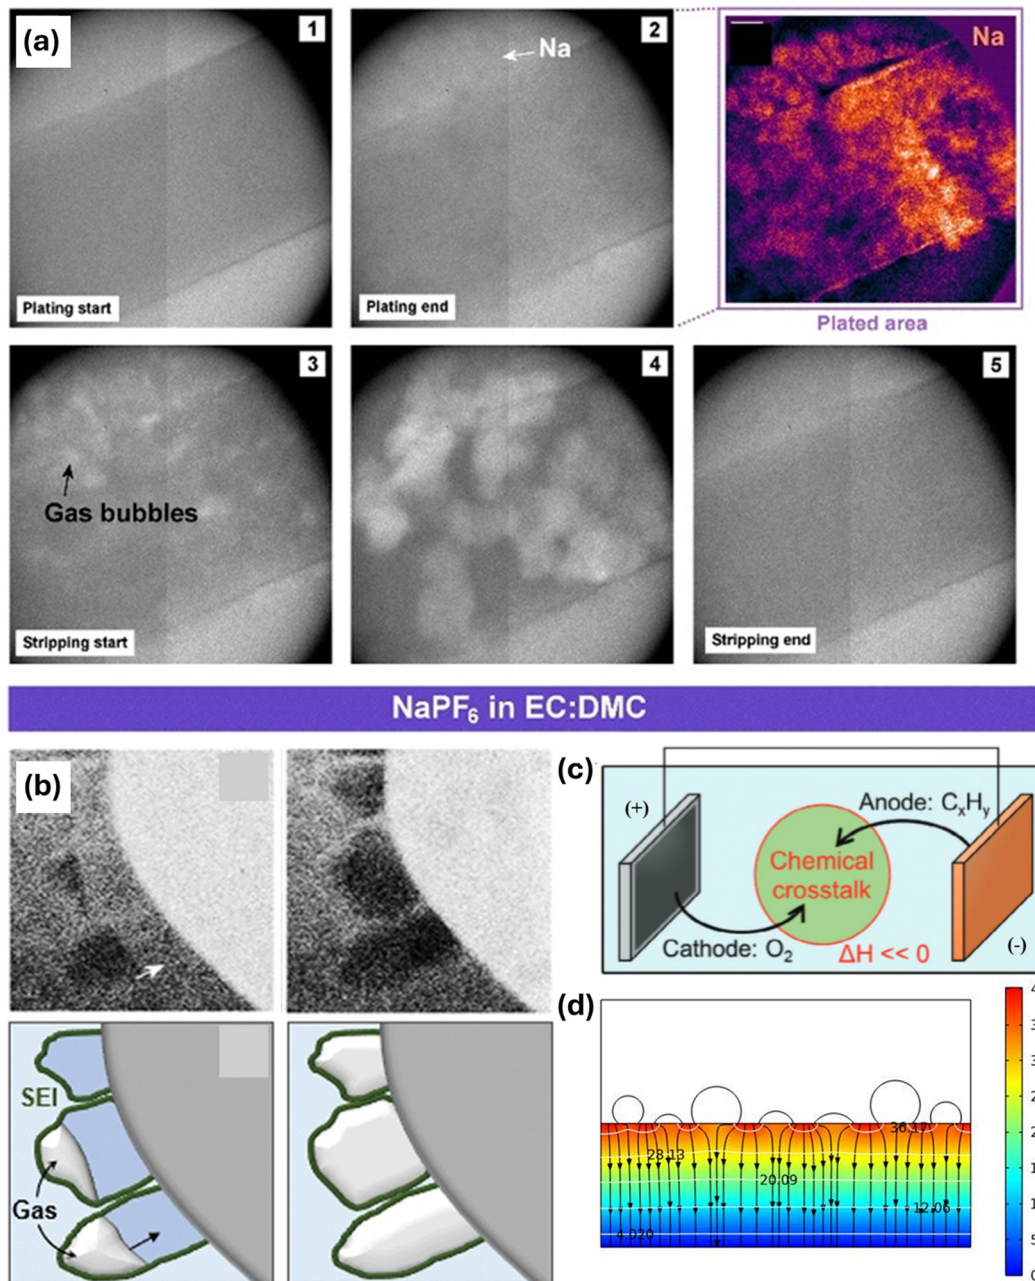 (a)
1
2
Na
Na
Plating start
Plating end
Plated area
3
4
5
Gas bubbles
Stripping start
Stripping end
NaPF₆ in EC:DMC
(b)
SEI
Gas
(c)
(+)
Anode: CₓHᵧ
Chemical
crosstalk
Cathode: O₂
ΔH << 0
(-)
(d)
36.17
28.13
20.09
12.06
4.020